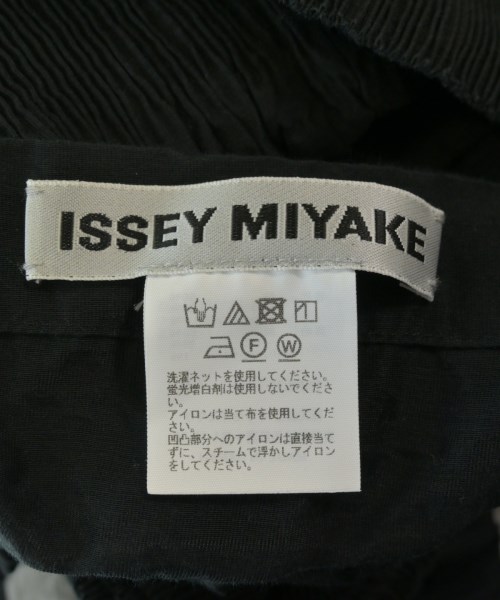 ISSEY MIYAKE
F W
洗濯ネットを使用してください。
蛍光増白剤は使用しないでくださ
い。
アイロンは当て布を使用してくだ
さい。
凹凸部分へのアイロンは直接当て
ずに、スチームで浮かしアイロン
をしてください。